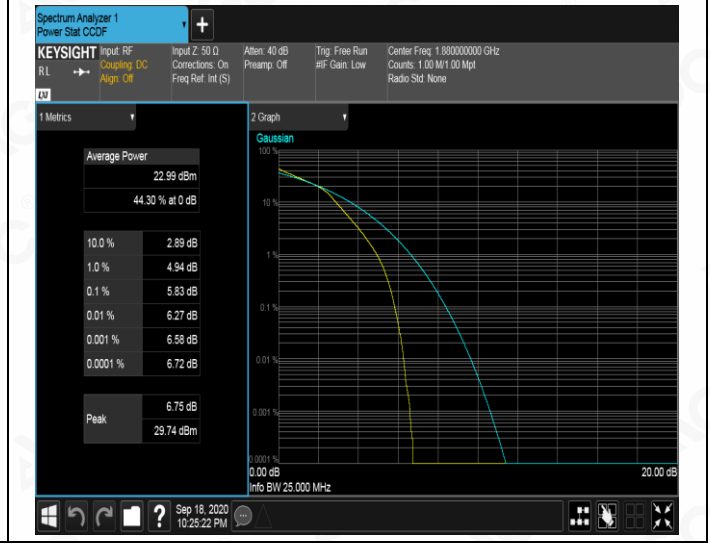 Spectrum Analyzer 1
Power Stat CCDF
+
KEYSIGHT Input: RF
RL
Coupling: DC
Align: Off
LXI
Input Z: 50 Ω
Corrections: On
Freq Ref: Int (S)
Atten: 40 dB
Preamp: Off
Trig: Free Run
#IF Gain: Low
Center Freq: 1.880000000 GHz
Counts: 1.00 M/1.00 Mpt
Radio Std: None
1 Metrics
Average Power
22.99 dBm
44.30 % at 0 dB
10.0 % 2.89 dB
1.0 % 4.94 dB
0.1 % 5.83 dB
0.01 % 6.27 dB
0.001 % 6.58 dB
0.0001 % 6.72 dB
Peak
6.75 dB
29.74 dBm
2 Graph
Gaussian
100 %
10 %
1 %
0.1 %
0.01 %
0.001 %
0.0001 %
0.00 dB 20.00 dB
Info BW 25.000 MHz
?
Sep 18, 2020
10:25:22 PM